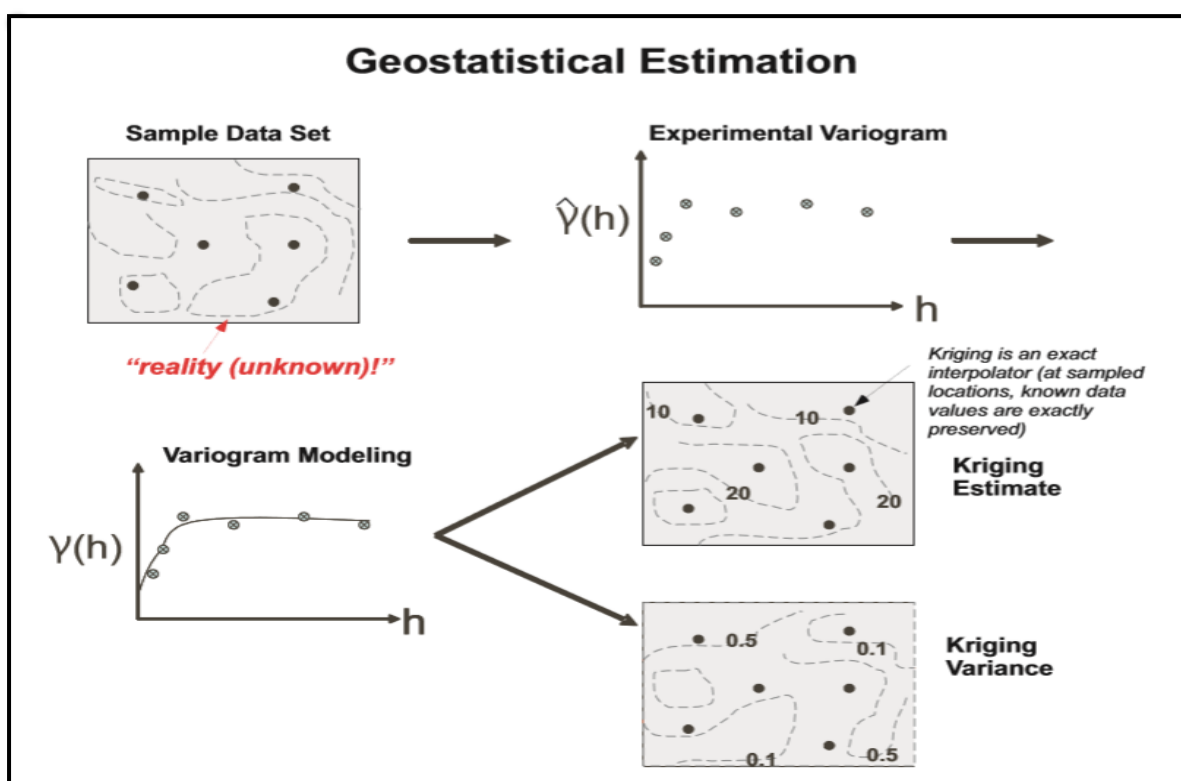 Geostatistical Estimation
Sample Data Set
Experimental Variogram
γ̂(h)
h
“reality (unknown)!”
Kriging is an exact
interpolator (at sampled
locations, known data
values are exactly
preserved)
10
10
20
20
Kriging
Estimate
Variogram Modeling
γ(h)
h
0.5
0.1
0.1
0.5
Kriging
Variance